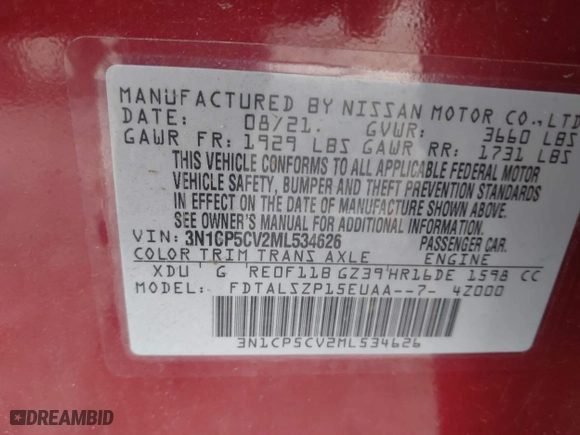 MANUFACTURED BY NISSAN MOTOR CO.,LTD
DATE: 08/21. GVWR: 3660 LBS
GAWR FR: 1929 LBS GAWR RR: 1731 LBS
THIS VEHICLE CONFORMS TO ALL APPLICABLE FEDERAL MOTOR
VEHICLE SAFETY, BUMPER AND THEFT PREVENTION STANDARDS
IN EFFECT ON THE DATE OF MANUFACTURE SHOWN ABOVE.
SEE OWNER'S MANUAL FOR ADDITIONAL INFORMATION.
VIN: 3N1CP5CV2ML534626 PASSENGER CAR.
COLOR TRIM TRANS AXLE ENGINE
XDU G RE0F11B GZ39 HR16DE 1598 CC
MODEL: FDTALSZP15EUAA--7- 4Z000
3N1CP5CV2ML534626
DREAMBID